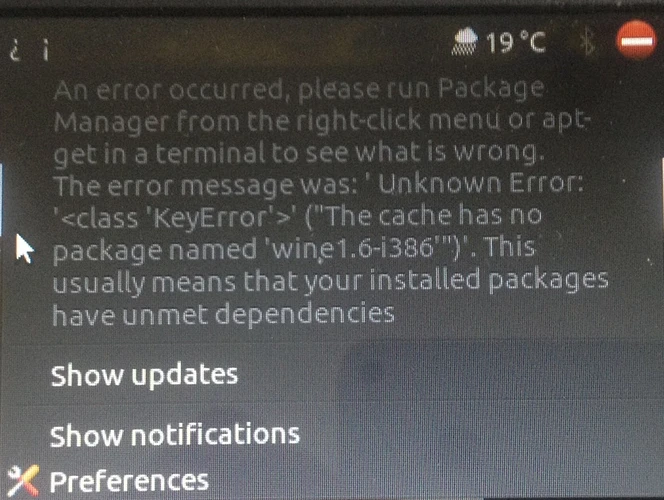 ¿ ¡ 19 °C
An error occurred, please run Package
Manager from the right-click menu or apt-
get in a terminal to see what is wrong.
The error message was: ' Unknown Error:
'<class 'KeyError'>' ("The cache has no
package named 'wine1.6-i386'")'. This
usually means that your installed packages
have unmet dependencies
Show updates
Show notifications
Preferences